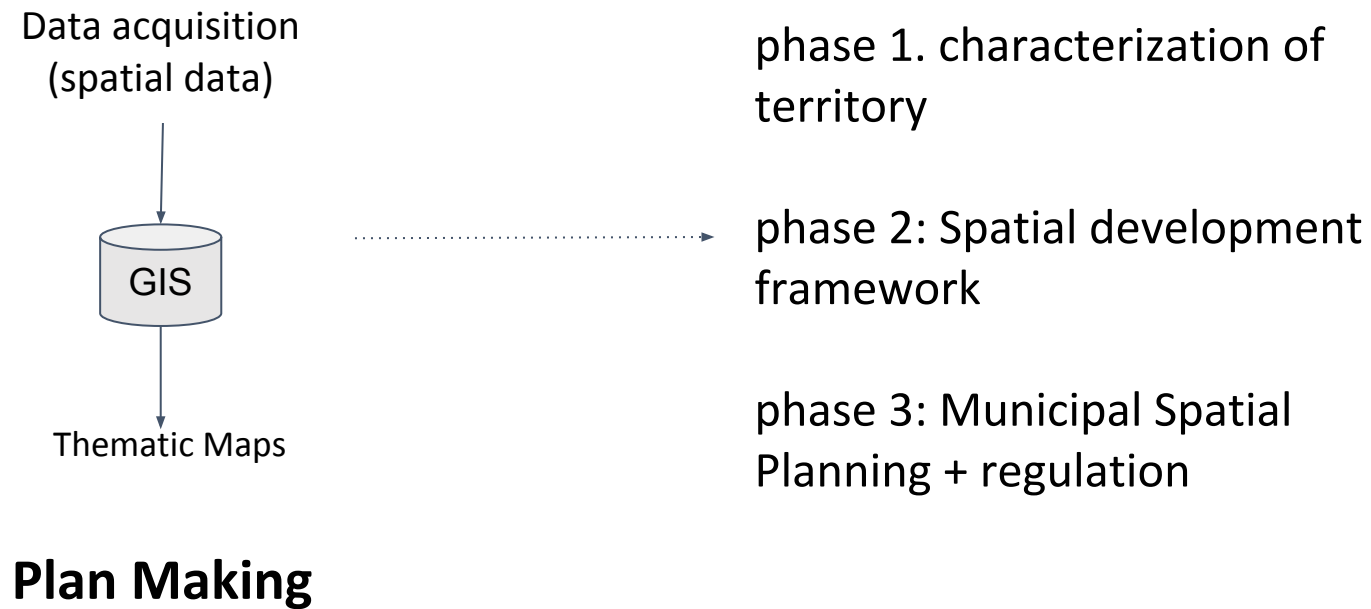 Data acquisition
(spatial data)
GIS
Thematic Maps
Plan Making
phase 1. characterization of
territory
phase 2: Spatial development
framework
phase 3: Municipal Spatial
Planning + regulation